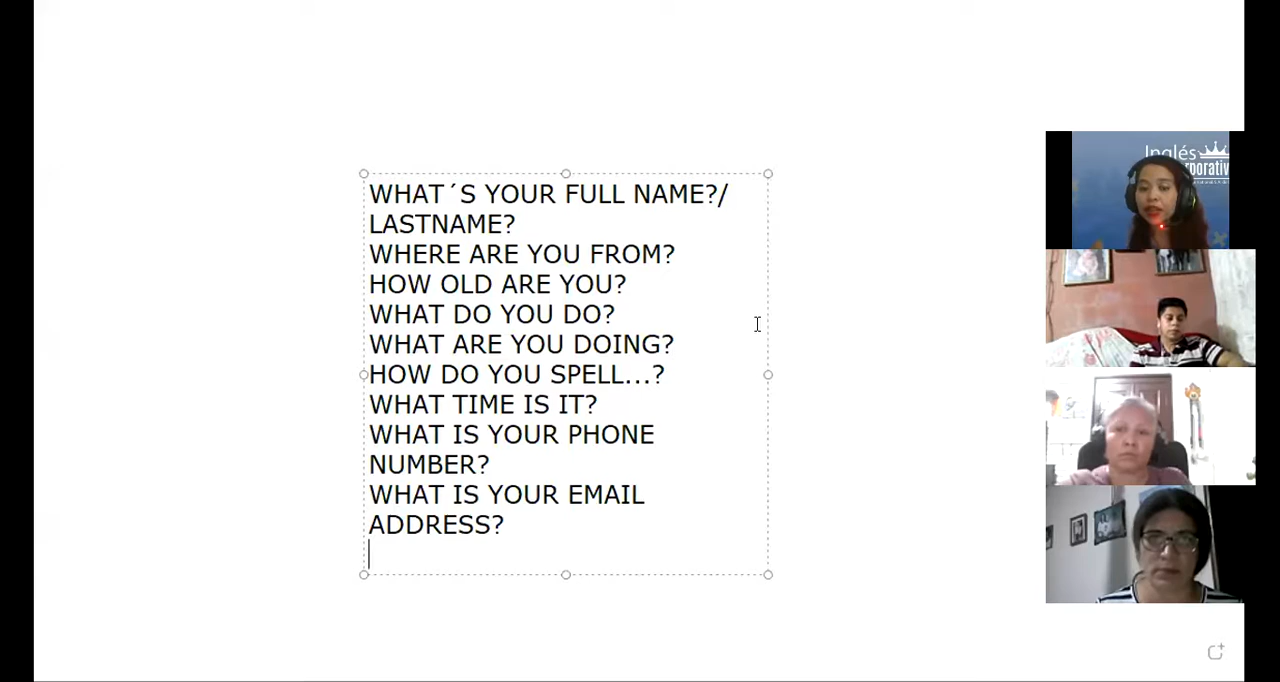 WHAT´S YOUR FULL NAME?/
LASTNAME?
WHERE ARE YOU FROM?
HOW OLD ARE YOU?
WHAT DO YOU DO?
WHAT ARE YOU DOING?
HOW DO YOU SPELL...?
WHAT TIME IS IT?
WHAT IS YOUR PHONE
NUMBER?
WHAT IS YOUR EMAIL
ADDRESS?
Inglés
orporativ